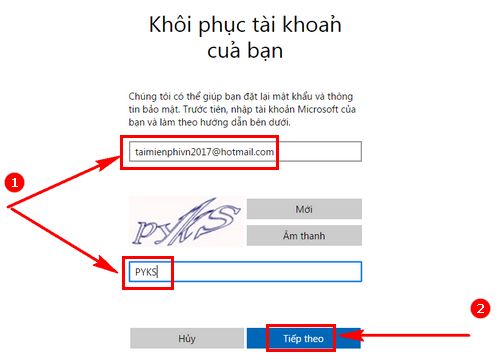 Khôi phục tài khoản
của bạn
Chúng tôi có thể giúp bạn đặt lại mật khẩu và thông
tin bảo mật. Trước tiên, nhập tài khoản Microsoft của
bạn và làm theo hướng dẫn bên dưới.
taimienphivn2017@hotmail.com
1
pyks
Mới
Âm thanh
PYKS
2
Hủy
Tiếp theo